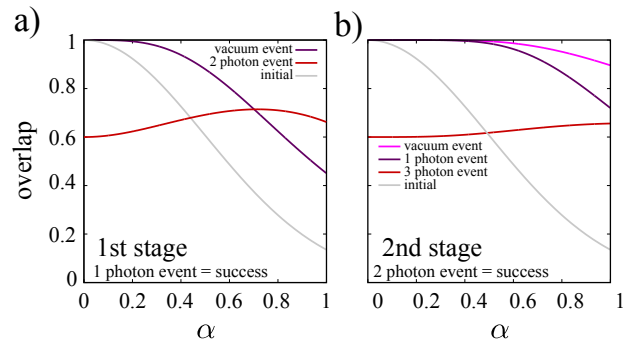 a)
b)
overlap
1
0.8
0.6
0.4
0.2
0
vacuum event
2 photon event
initial
1st stage
1 photon event = success
0 0.2 0.4 0.6 0.8 1
α
vacuum event
1 photon event
3 photon event
initial
2nd stage
2 photon event = success
0 0.2 0.4 0.6 0.8 1
α